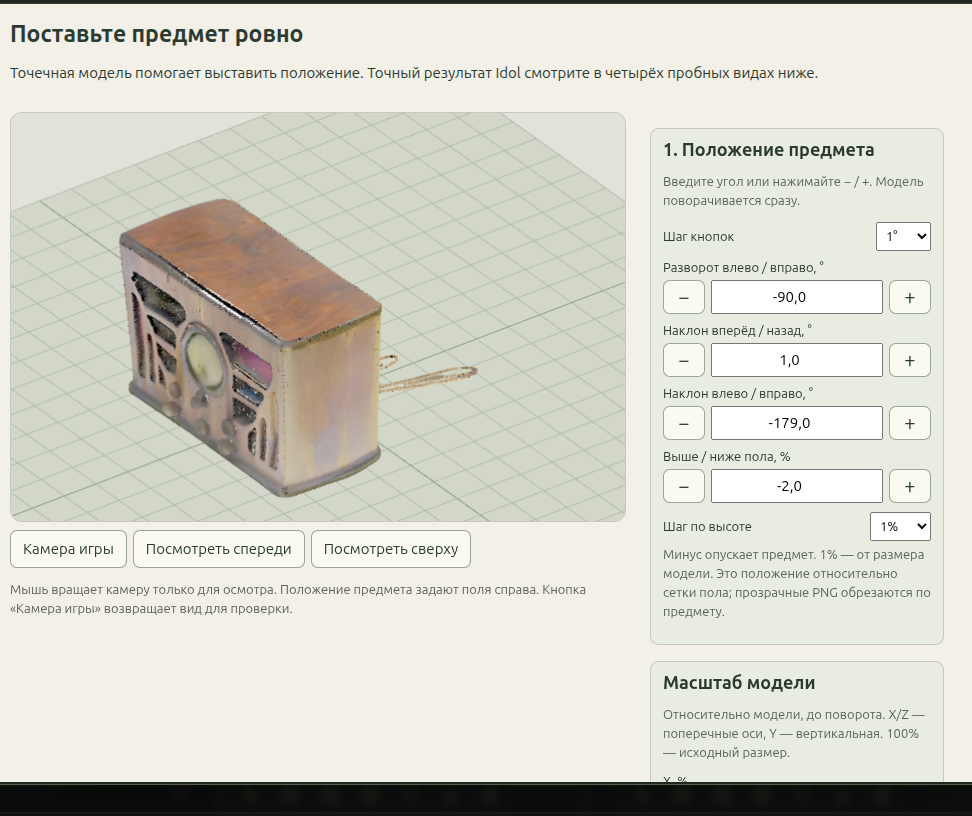 Поставьте предмет ровно
Точечная модель помогает выставить положение. Точный результат Idol смотрите в четырёх пробных видах ниже.
1. Положение предмета
Введите угол или нажимайте − / +. Модель
поворачивается сразу.
Шаг кнопок
1°
Разворот влево / вправо, °
− -90,0 +
Наклон вперёд / назад, °
− 1,0 +
Наклон влево / вправо, °
− -179,0 +
Выше / ниже пола, %
− -2,0 +
Шаг по высоте
1%
Минус опускает предмет. 1% — от размера
модели. Это положение относительно
сетки пола; прозрачные PNG обрезаются по
предмету.
Камера игры
Посмотреть спереди
Посмотреть сверху
Мышь вращает камеру только для осмотра. Положение предмета задают поля справа. Кнопка
«Камера игры» возвращает вид для проверки.
Масштаб модели
Относительно модели, до поворота. X/Z —
поперечные оси, Y — вертикальная. 100%
— исходный размер.
X, %